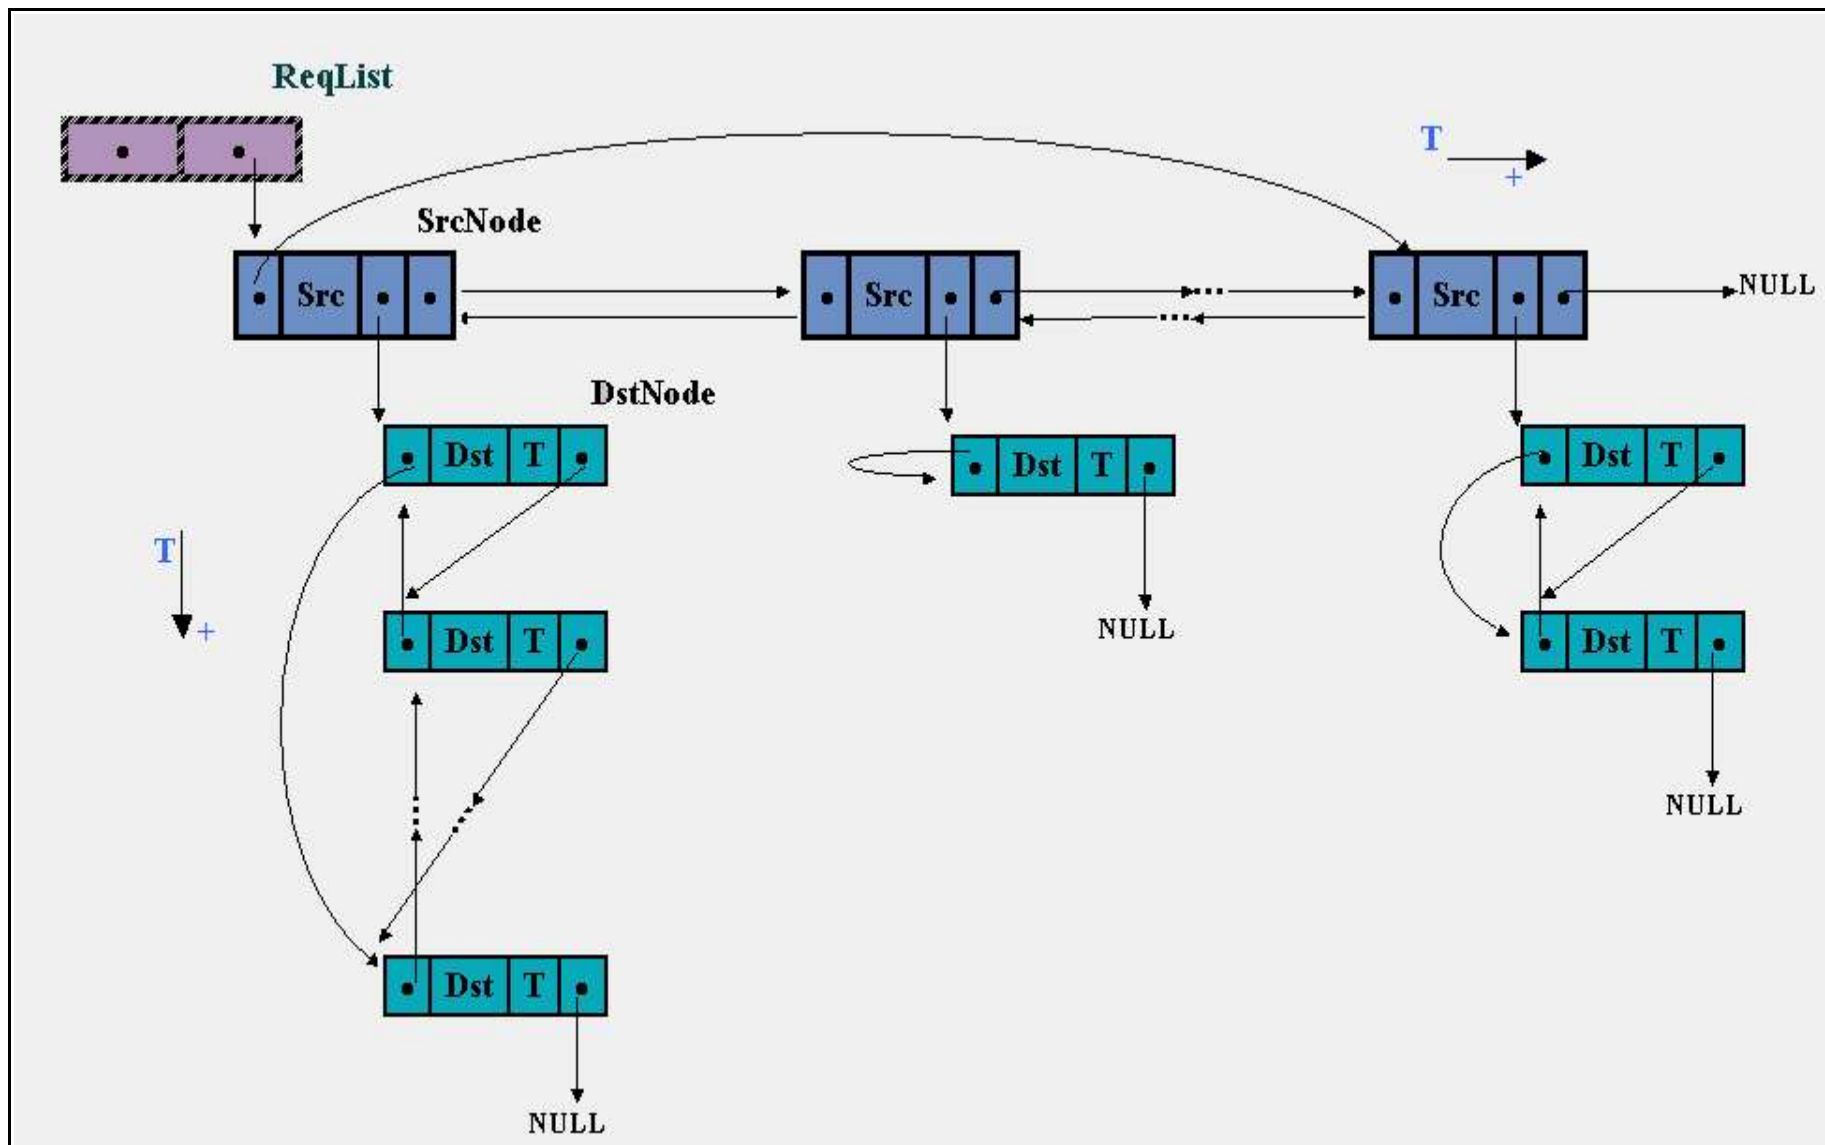 ReqList
T
+
SrcNode
Src
Src
Src
NULL
DstNode
Dst T
Dst T
Dst T
T
+
NULL
Dst T
Dst T
NULL
Dst T
NULL